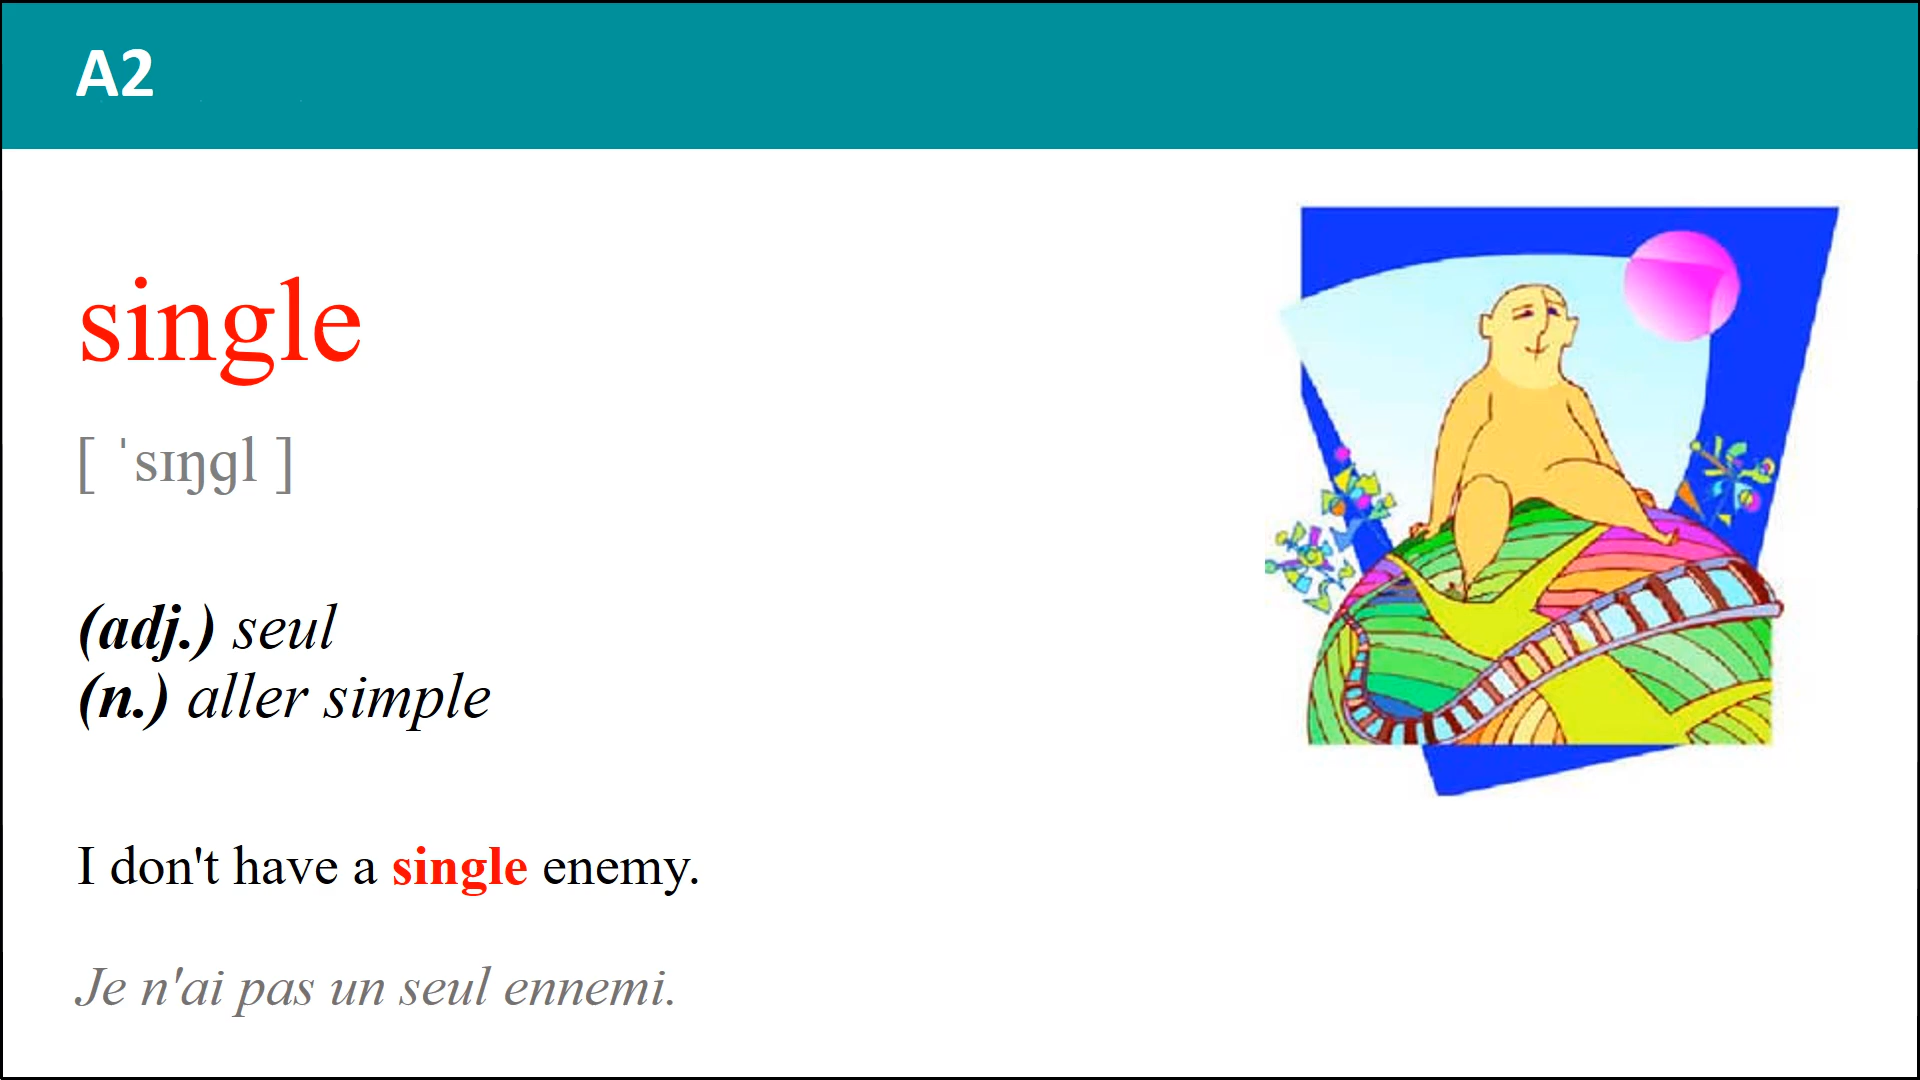 A2
single
[ ˈsɪŋgl ]
(adj.) seul
(n.) aller simple
I don't have a single enemy.
Je n'ai pas un seul ennemi.